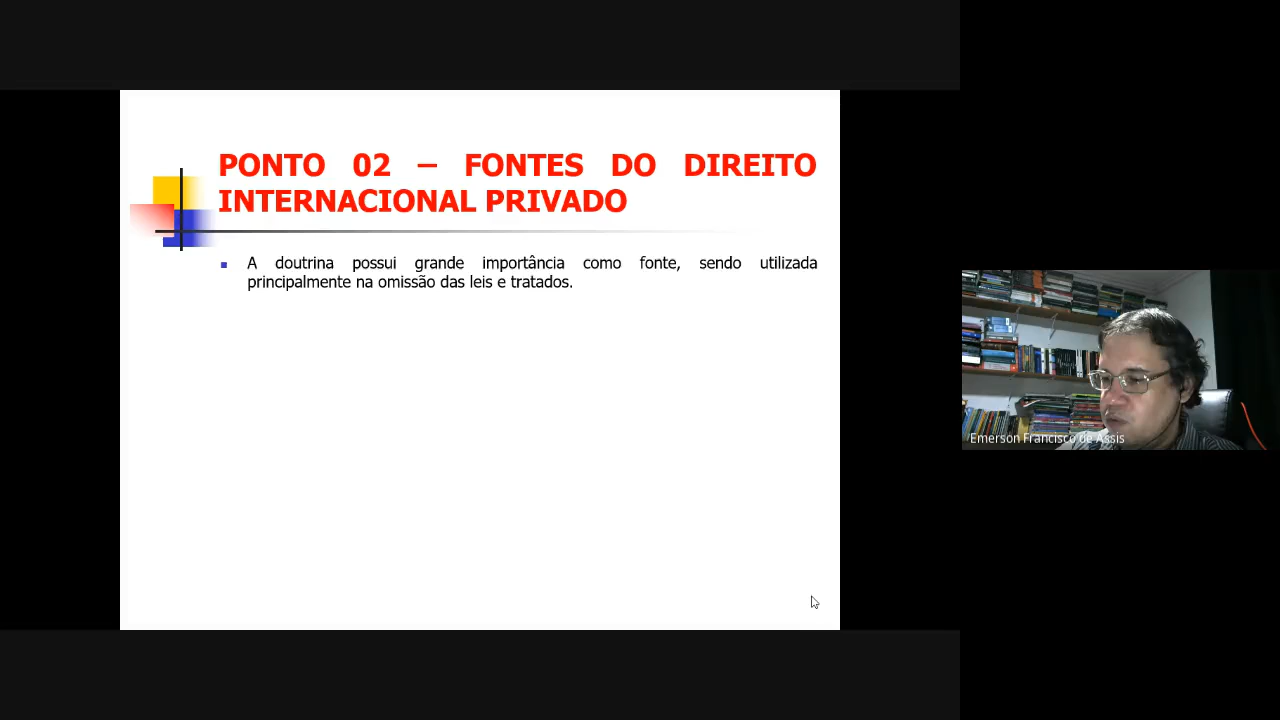 PONTO 02 – FONTES DO DIREITO
INTERNACIONAL PRIVADO
A doutrina possui grande importância como fonte, sendo utilizada
principalmente na omissão das leis e tratados.
Emerson Francisco de Assis